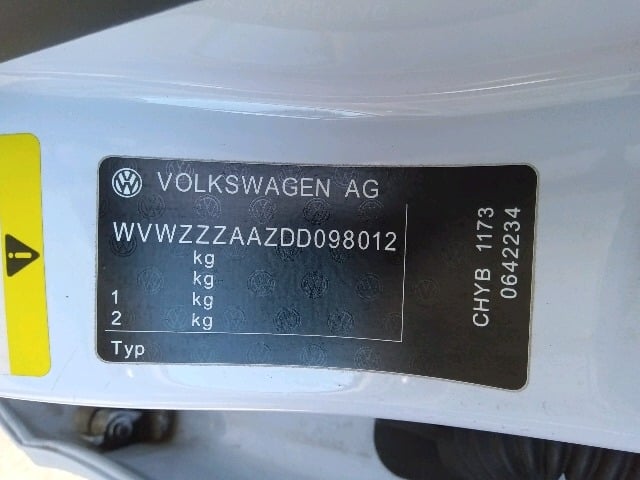 VOLKSWAGEN AG
WVWZZZAAZDD098012
kg
kg
1 kg
2 kg
Typ
CHYB 1173
0642234